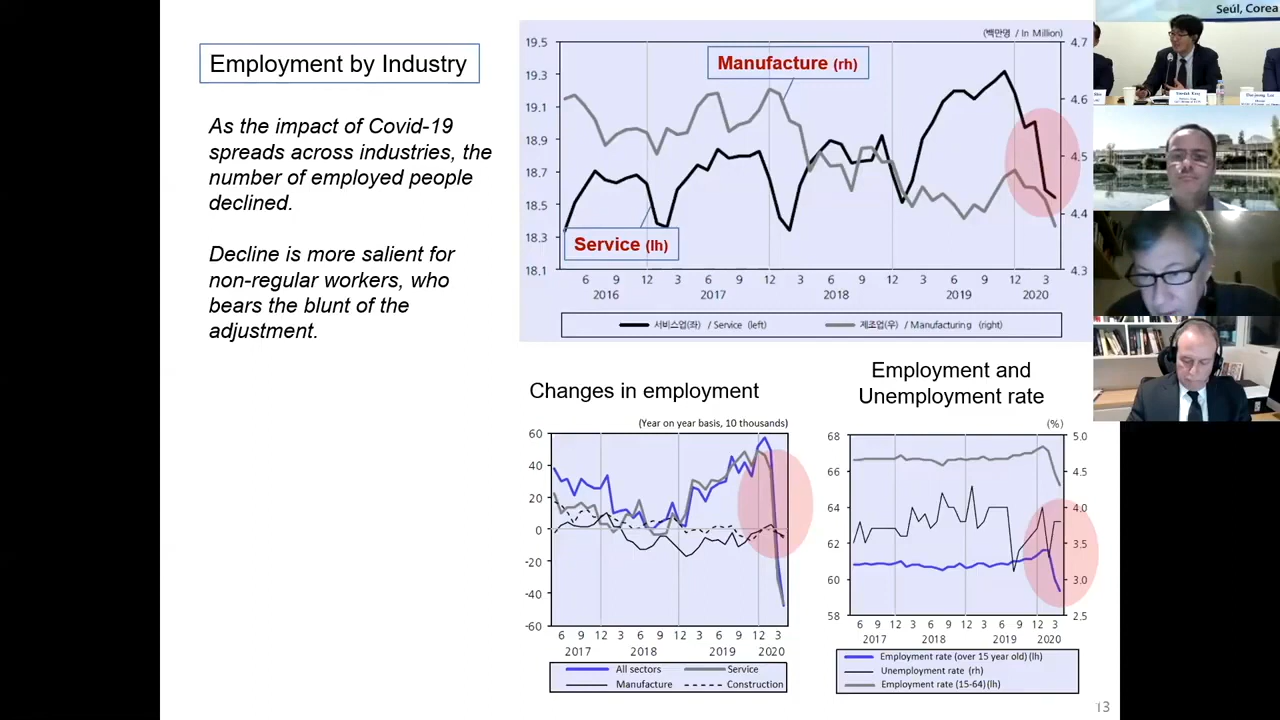 Employment by Industry
As the impact of Covid-19
spreads across industries, the
number of employed people
declined.
Decline is more salient for
non-regular workers, who
bears the blunt of the
adjustment.
(백만명 / In Million)
19.5
19.3
19.1
18.9
18.7
18.5
18.3
18.1
4.7
4.6
4.5
4.4
4.3
Manufacture (rh)
Service (lh)
6 9 12 3 6 9 12 3 6 9 12 3 6 9 12 3
2016 2017 2018 2019 2020
서비스업(좌) / Service (left)
제조업(우) / Manufacturing (right)
Changes in employment
(Year on year basis, 10 thousands)
60
40
20
0
-20
-40
-60
6 9 12 3 6 9 12 3 6 9 12 3
2017 2018 2019 2020
All sectors
Service
Manufacture
Construction
Employment and
Unemployment rate
(%)
68
66
64
62
60
58
5.0
4.5
4.0
3.5
3.0
2.5
6 9 12 3 6 9 12 3 6 9 12 3
2017 2018 2019 2020
Employment rate (over 15 year old) (lh)
Unemployment rate (rh)
Employment rate (15-64) (lh)
13
Seúl, Corea